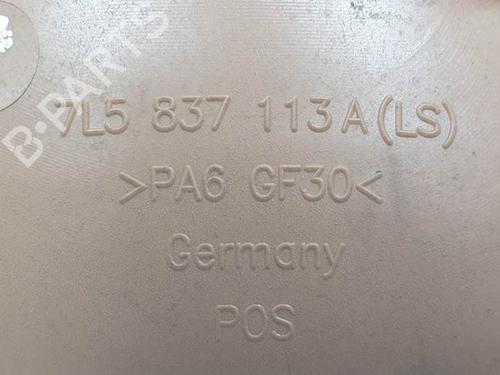 B-PARTS
7L5 837 113A(LS)
>PA6 GF30<
Germany
POS